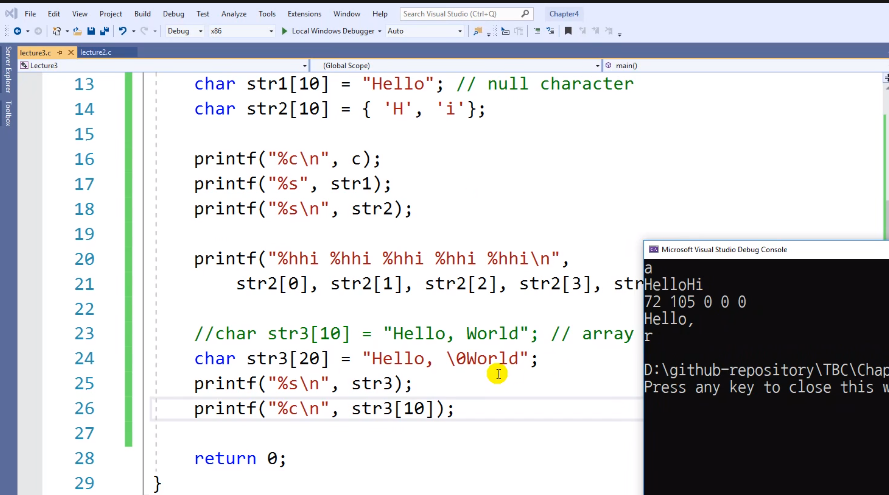 File Edit View Project Build Debug Test Analyze Tools Extensions Window Help Search Visual Studio (Ctrl+Q) Chapter4
Debug x86 Local Windows Debugger Auto
Server Explorer
Toolbox
lecture3.c lecture2.c
Lecture3 (Global Scope) main()
13 char str1[10] = "Hello"; // null character
14 char str2[10] = { 'H', 'i'};
15
16 printf("%c\n", c);
17 printf("%s", str1);
18 printf("%s\n", str2);
19
20 printf("%hhi %hhi %hhi %hhi %hhi\n",
21 str2[0], str2[1], str2[2], str2[3], str
22
23 //char str3[10] = "Hello, World"; // array
24 char str3[20] = "Hello, \0World";
25 printf("%s\n", str3);
26 printf("%c\n", str3[10]);
27
28 return 0;
29 }
Microsoft Visual Studio Debug Console
a
HelloHi
72 105 0 0 0
Hello,
r
D:\github-repository\TBC\Chap
Press any key to close this w